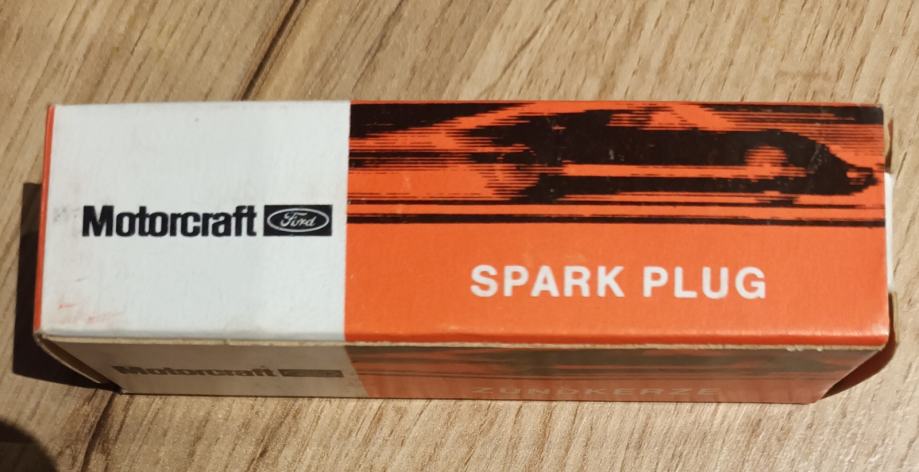 Motorcraft Ford
SPARK PLUG
Motorcraft
ZÜNDKERZE